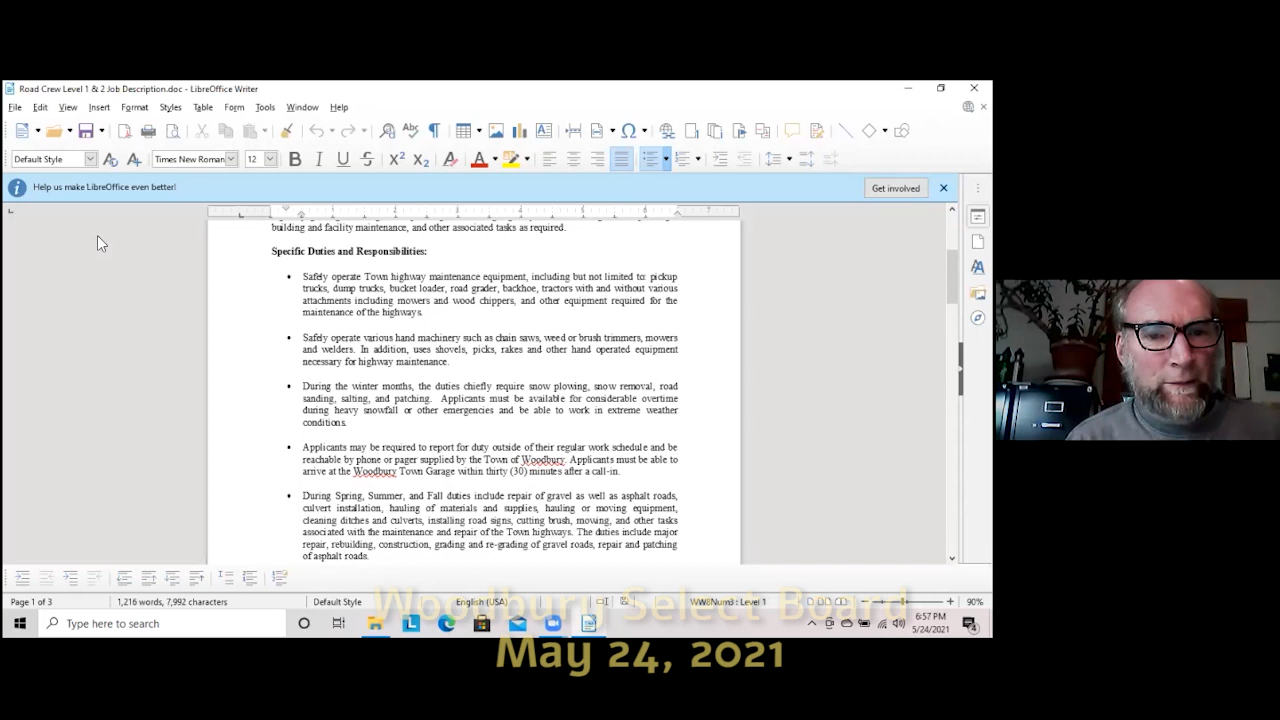 Road Crew Level 1 & 2 Job Description.doc - LibreOffice Writer
File Edit View Insert Format Styles Table Form Tools Window Help
Default Style Times New Roman 12
Help us make LibreOffice even better! Get involved
1 2 3 4 5 6 7
building and facility maintenance, and other associated tasks as required.
Specific Duties and Responsibilities:
• Safely operate Town highway maintenance equipment, including but not limited to: pickup
trucks, dump trucks, bucket loader, road grader, backhoe, tractors with and without various
attachments including mowers and wood chippers, and other equipment required for the
maintenance of the highways.
• Safely operate various hand machinery such as chain saws, weed or brush trimmers, mowers
and welders. In addition, uses shovels, picks, rakes and other hand operated equipment
necessary for highway maintenance.
• During the winter months, the duties chiefly require snow plowing, snow removal, road
sanding, salting, and patching. Applicants must be available for considerable overtime
during heavy snowfall or other emergencies and be able to work in extreme weather
conditions.
• Applicants may be required to report for duty outside of their regular work schedule and be
reachable by phone or pager supplied by the Town of Woodbury. Applicants must be able to
arrive at the Woodbury Town Garage within thirty (30) minutes after a call-in.
• During Spring, Summer, and Fall duties include repair of gravel as well as asphalt roads,
culvert installation, hauling of materials and supplies, hauling or moving equipment,
cleaning ditches and culverts, installing road signs, cutting brush, mowing, and other tasks
associated with the maintenance and repair of the Town highways. The duties include major
repair, rebuilding, construction, grading and re-grading of gravel roads, repair and patching
of asphalt roads.
Page 1 of 3 1,216 words, 7,992 characters Default Style English (USA) WW8Num3 : Level 1 90%
Type here to search 6:57 PM
5/24/2021
Woodbury Select Board
May 24, 2021